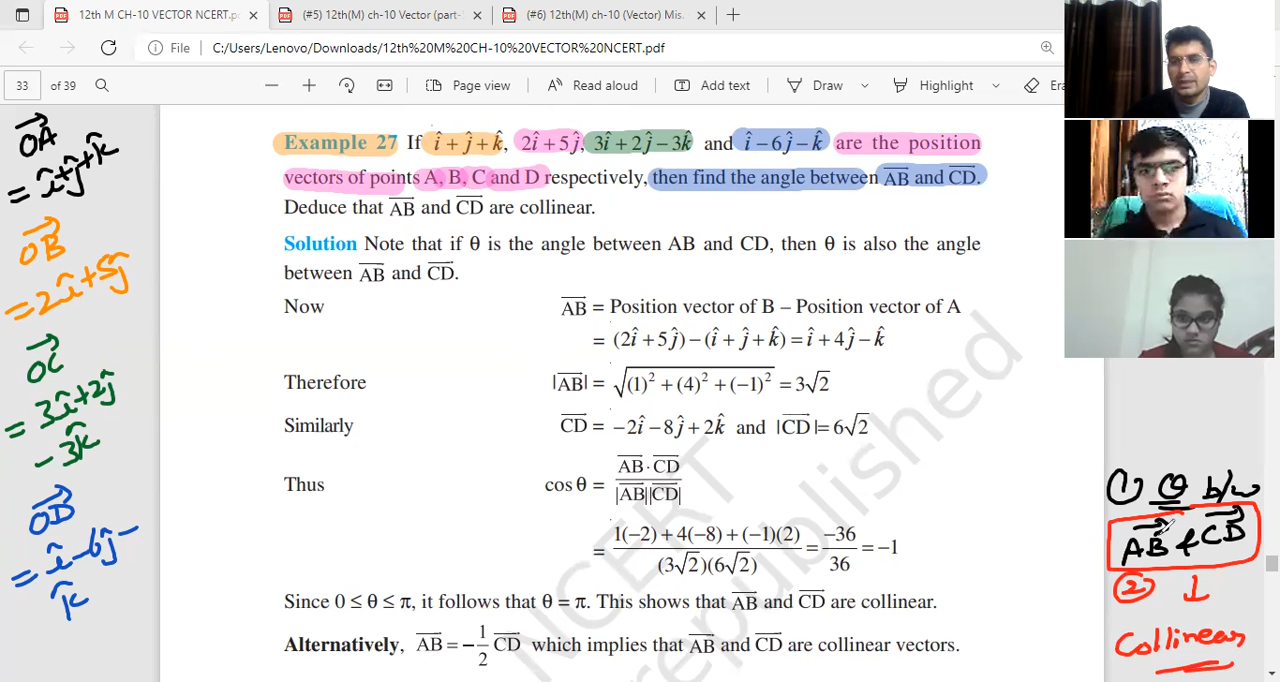 12th M CH-10 VECTOR NCERT.pdf
(#5) 12th(M) ch-10 Vector (part-
(#6) 12th(M) ch-10 (Vector) Mis
File C:/Users/Lenovo/Downloads/12th%20M%20CH-10%20VECTOR%20NCERT.pdf
33 of 39 Page view Read aloud Add text Draw Highlight Era
Example 27 If î + ĵ + k̂, 2î + 5ĵ, 3î + 2ĵ – 3k̂ and î – 6ĵ – k̂ are the position
vectors of points A, B, C and D respectively, then find the angle between AB and CD.
Deduce that AB and CD are collinear.
Solution Note that if θ is the angle between AB and CD, then θ is also the angle
between AB and CD.
Now AB = Position vector of B – Position vector of A
= (2î + 5ĵ) – (î + ĵ + k̂) = î + 4ĵ – k̂
Therefore |AB| = √(1)² + (4)² + (–1)² = 3√2
Similarly CD = –2î – 8ĵ + 2k̂ and |CD| = 6√2
Thus cos θ = AB · CD / |AB||CD|
= 1(–2) + 4(–8) + (–1)(2) / (3√2)(6√2) = –36 / 36 = –1
Since 0 ≤ θ ≤ π, it follows that θ = π. This shows that AB and CD are collinear.
Alternatively, AB = – 1/2 CD which implies that AB and CD are collinear vectors.
NCERT
republished
OA
= î + ĵ + k̂
OB
= 2î + 5ĵ
OC
= 3î + 2ĵ
– 3k̂
OD
= î – 6ĵ –
k̂
① θ b/w
AB & CD
② ↓
Collinear